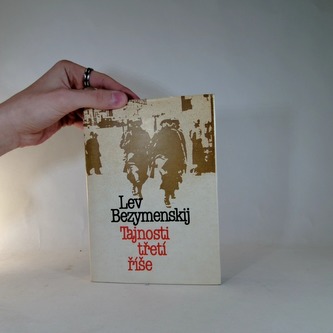 Lev
Bezymenskij
Tajnosti
třetí
říše